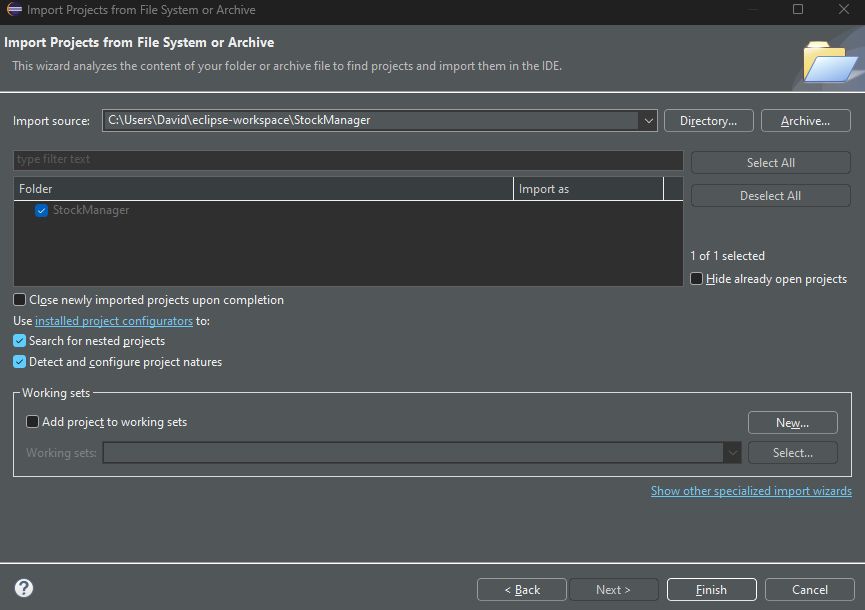 Import Projects from File System or Archive
Import Projects from File System or Archive
This wizard analyzes the content of your folder or archive file to find projects and import them in the IDE.
Import source: C:\Users\David\eclipse-workspace\StockManager Directory... Archive...
type filter text Select All
Folder Import as Deselect All
StockManager
1 of 1 selected
Hide already open projects
Close newly imported projects upon completion
Use installed project configurators to:
Search for nested projects
Detect and configure project natures
Working sets
Add project to working sets New...
Working sets: Select...
Show other specialized import wizards
? < Back Next > Finish Cancel